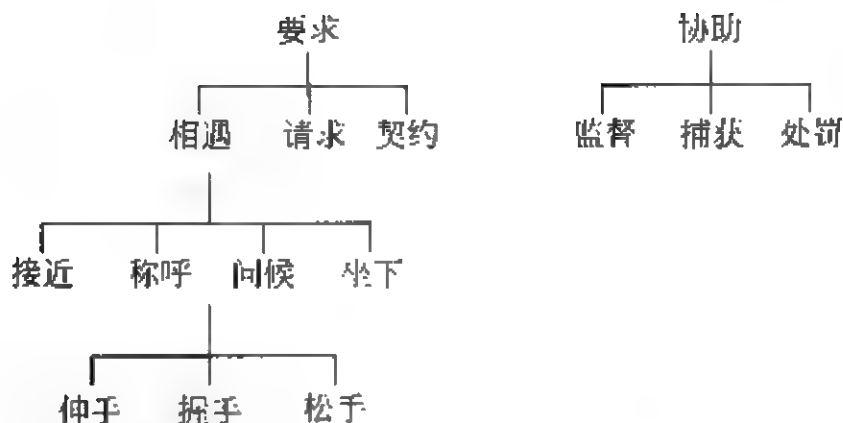 要求 协助
相遇 请求 契约 监督 捕获 处罚
接近 称呼 问候 坐下
伸手 握手 松手